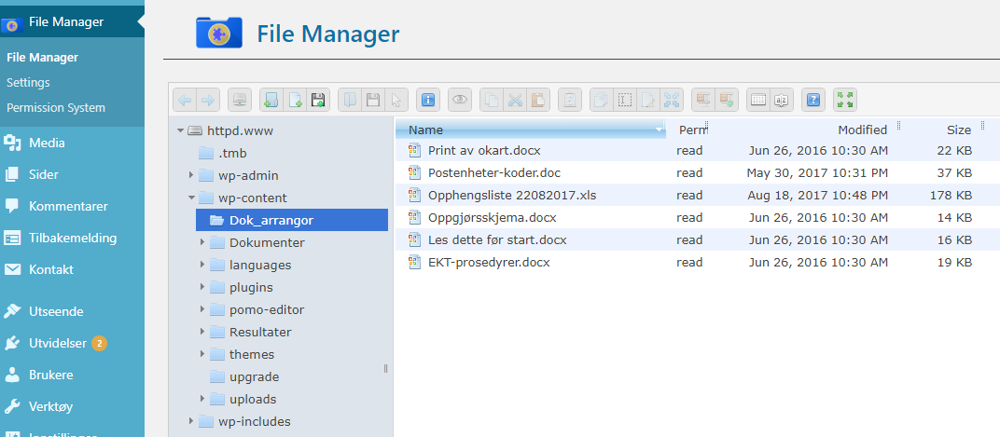 File Manager
File Manager
Settings
Permission System
Media
Sider
Kommentarer
Tilbakemelding
Kontakt
Utseende
Utvidelser 2
Brukere
Verktøy
Innstillinger
File Manager
httpd.www
.tmb
wp-admin
wp-content
Dok_arrangor
Dokumenter
languages
plugins
pomo-editor
Resultater
themes
upgrade
uploads
wp-includes
Name Perm Modified Size
Print av okart.docx read Jun 26, 2016 10:30 AM 22 KB
Postenheter-koder.doc read May 30, 2017 10:31 PM 37 KB
Opphengsliste 22082017.xls read Aug 18, 2017 10:48 PM 178 KB
Oppgjørsskjema.docx read Jun 26, 2016 10:30 AM 14 KB
Les dette før start.docx read Jun 26, 2016 10:30 AM 16 KB
EKT-prosedyrer.docx read Jun 26, 2016 10:30 AM 19 KB